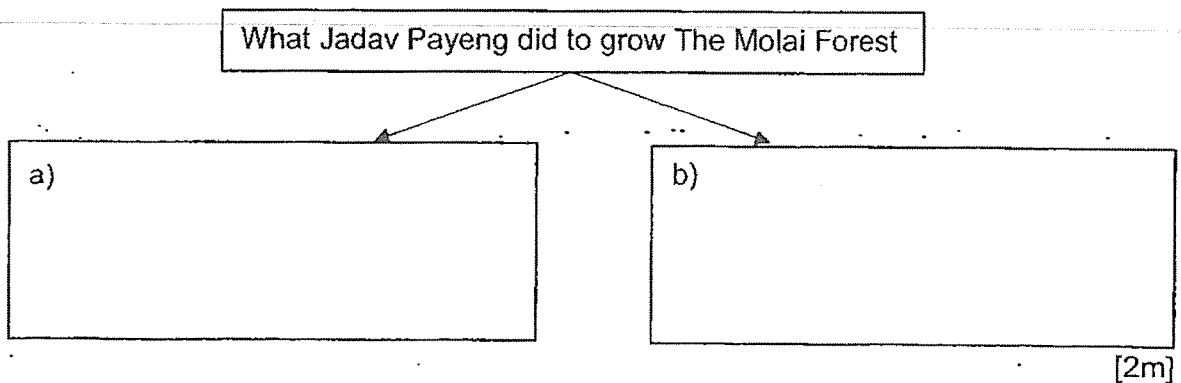 What Jadav Payeng did to grow The Molai Forest
a)
b)
[2m]